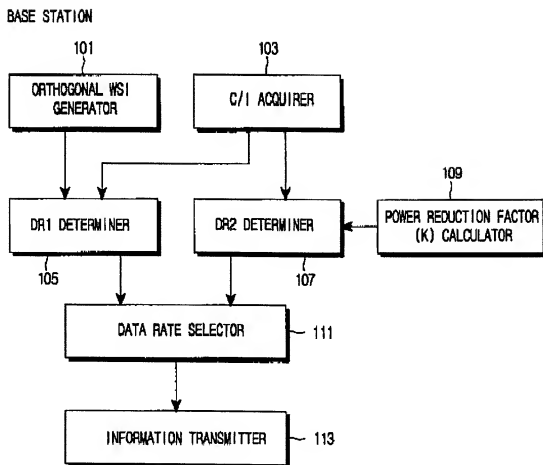 BASE STATION
101
103
ORTHOGONAL WSI
GENERATOR
C/I ACQUIRER
109
DR1 DETERMINER
DR2 DETERMINER
POWER REDUCTION FACTOR
(K) CALCULATOR
105
107
DATA RATE SELECTOR
111
INFORMATION TRANSMITTER
113